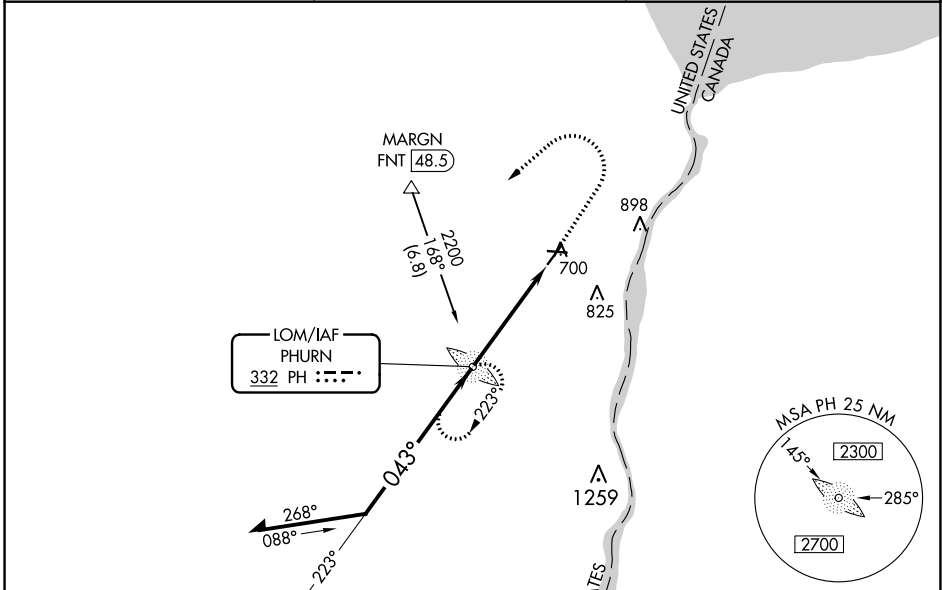 UNITED STATES
CANADA
MARGN
FNT 48.5
2200
168°
(6.8)
898
700
825
LOM/IAF
PHURN
332 PH
223°
043°
1259
268°
088°
223°
MSA PH 25 NM
145°
2300
285°
2700